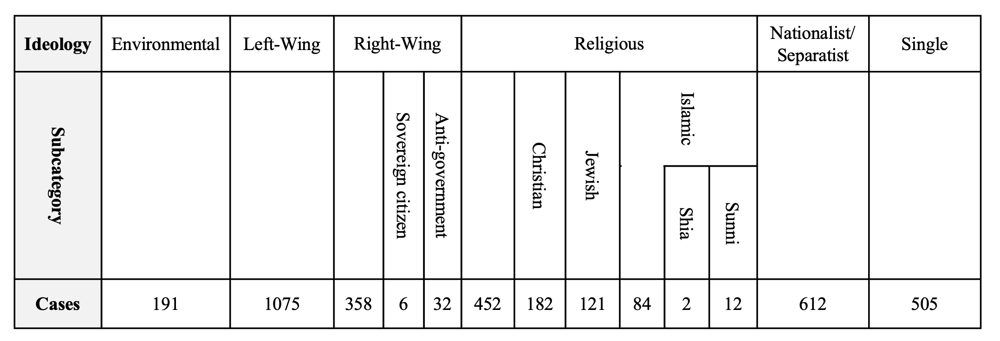 Ideology Environmental Left-Wing Right-Wing Religious Nationalist/
Separatist Single
Subcategory Sovereign citizen Anti-government Christian Jewish Islamic Shia Sunni
Cases 191 1075 358 6 32 452 182 121 84 2 12 612 505